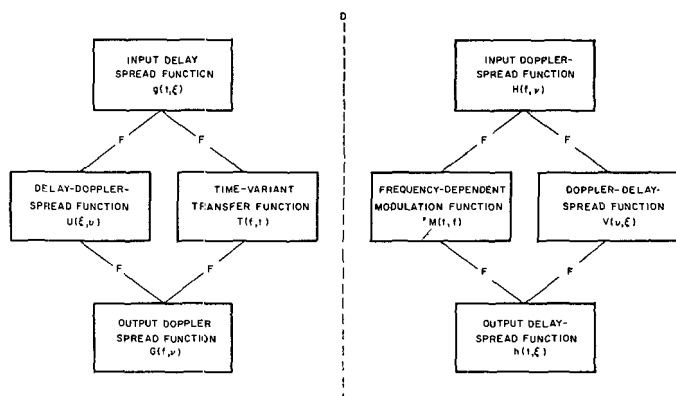 D
INPUT DELAY
SPREAD FUNCTION
g(t,ξ)
INPUT DOPPLER-
SPREAD FUNCTION
H(f,ν)
F
F
F
F
DELAY-DOPPLER-
SPREAD FUNCTION
U(ξ,ν)
TIME-VARIANT
TRANSFER FUNCTION
T(f,t)
FREQUENCY-DEPENDENT
MODULATION FUNCTION
M(t,f)
DOPPLER-DELAY-
SPREAD FUNCTION
V(ν,ξ)
F
F
F
F
OUTPUT DOPPLER
SPREAD FUNCTION
G(f,ν)
OUTPUT DELAY-
SPREAD FUNCTION
h(t,ξ)